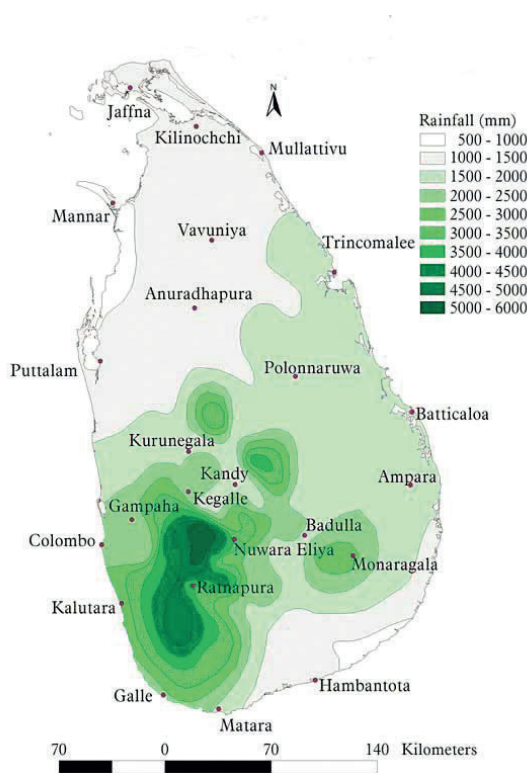 N
Jaffna
Kilinochchi
Mullattivu
Mannar
Vavuniya
Trincomalee
Anuradhapura
Puttalam
Polonnaruwa
Batticaloa
Kurunegala
Kandy
Ampara
Kegalle
Gampaha
Badulla
Colombo
Nuwara Eliya
Monaragala
Ratnapura
Kalutara
Hambantota
Galle
Matara
Rainfall (mm)
500 - 1000
1000 - 1500
1500 - 2000
2000 - 2500
2500 - 3000
3000 - 3500
3500 - 4000
4000 - 4500
4500 - 5000
5000 - 6000
70 0 70 140 Kilometers